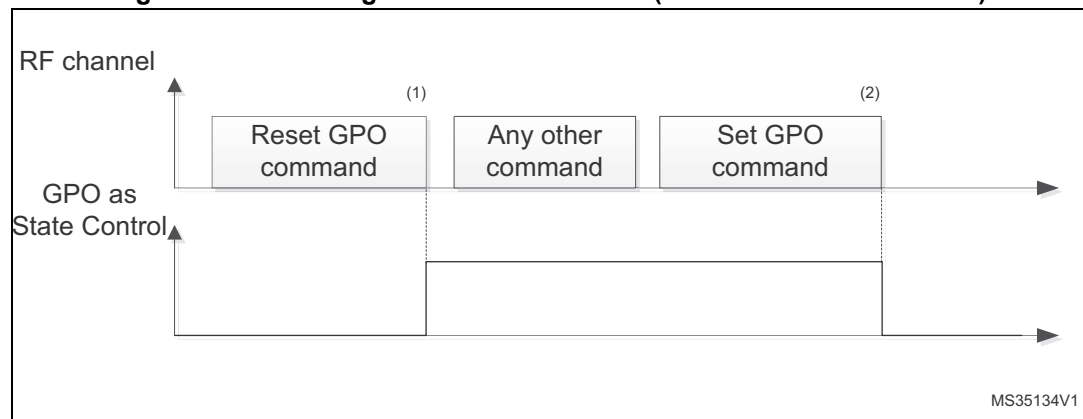 RF channel
(1)
(2)
Reset GPO
command
Any other
command
Set GPO
command
GPO as
State Control
MS35134V1